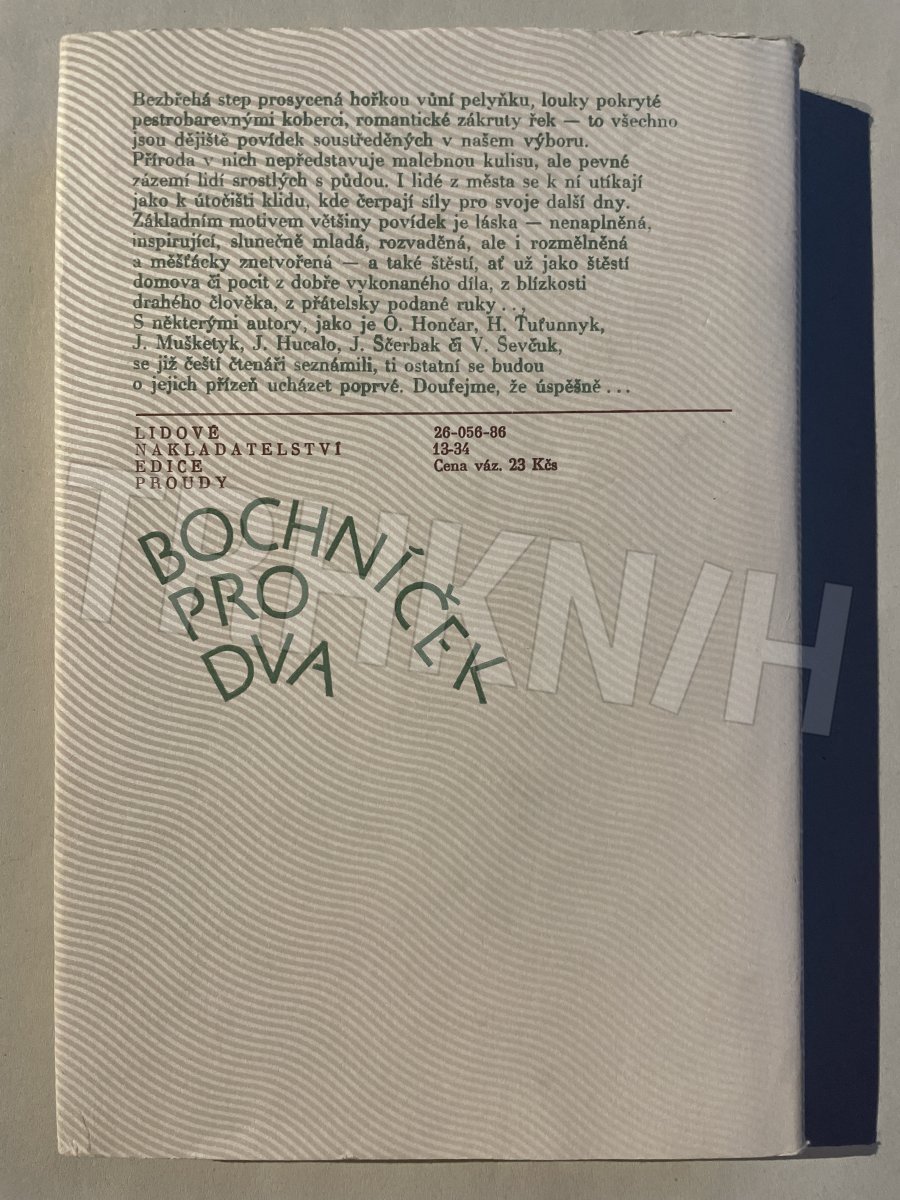 Bezbřehá step prosycená hořkou vůní pelyňku, louky pokryté
pestrobarevnými koberci, romantické zákruty řek — to všechno
jsou dějiště povídek soustředěných v našem výboru.
Příroda v nich nepředstavuje malebnou kulisu, ale pevné
zázemí lidí srostlých s půdou. I lidé z města se k ní utíkají
jako k útočišti klidu, kde čerpají síly pro svoje další dny.
Základním motivem většiny povídek je láska — nenaplněná,
inspirující, slunečně mladá, rozvaděná, ale i rozmělněná
a měšťácky znetvořená — a také štěstí, ať už jako štěstí
domova či pocit z dobře vykonaného díla, z blízkosti
drahého člověka, z přátelsky podané ruky . . ,
S některými autory, jako je O. Hončar, H. Ťuťunnyk,
J. Mušketyk, J. Hucalo, J. Ščerbak či V. Ševčuk,
se již čeští čtenáři seznámili, ti ostatní se budou
o jejich přízeň ucházet poprvé. Doufejme, že úspěšně . . .
LIDOVÉ
NAKLADATELSTVÍ
EDICE
PROUDY
26-056-86
13-34
Cena váz. 23 Kčs
BOCHNÍČEK
PRO
DVA